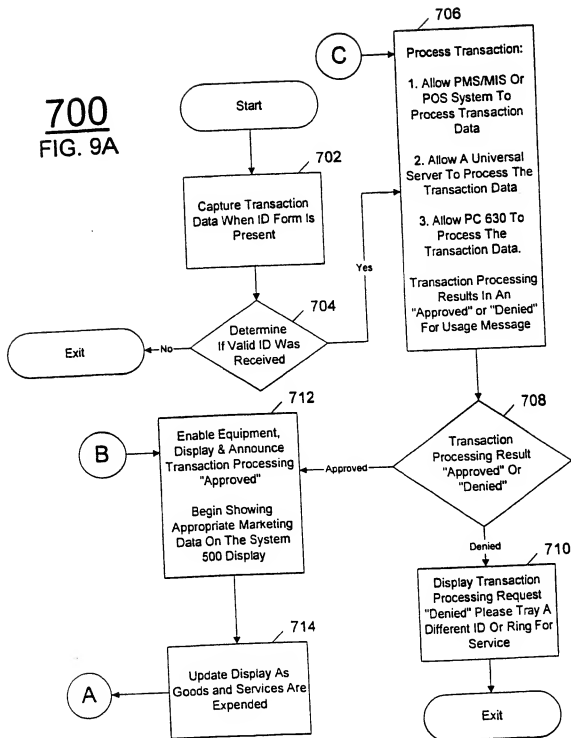 700
FIG. 9A
Start
702
Capture Transaction
Data When ID Form Is
Present
704
Determine
If Valid ID Was
Received
No
Exit
Yes
C
706
Process Transaction:
1. Allow PMS/MIS Or
POS System To
Process Transaction
Data
2. Allow A Universal
Server To Process The
Transaction Data
3. Allow PC 630 To
Process The
Transaction Data.
Transaction Processing
Results In An
"Approved" or "Denied"
For Usage Message
708
Transaction
Processing Result
"Approved" Or
"Denied"
Approved
Denied
710
Display Transaction
Processing Request
"Denied" Please Tray A
Different ID Or Ring For
Service
Exit
B
712
Enable Equipment,
Display & Announce
Transaction Processing
"Approved"
Begin Showing
Appropriate Marketing
Data On The System
500 Display
714
Update Display As
Goods and Services Are
Expended
A